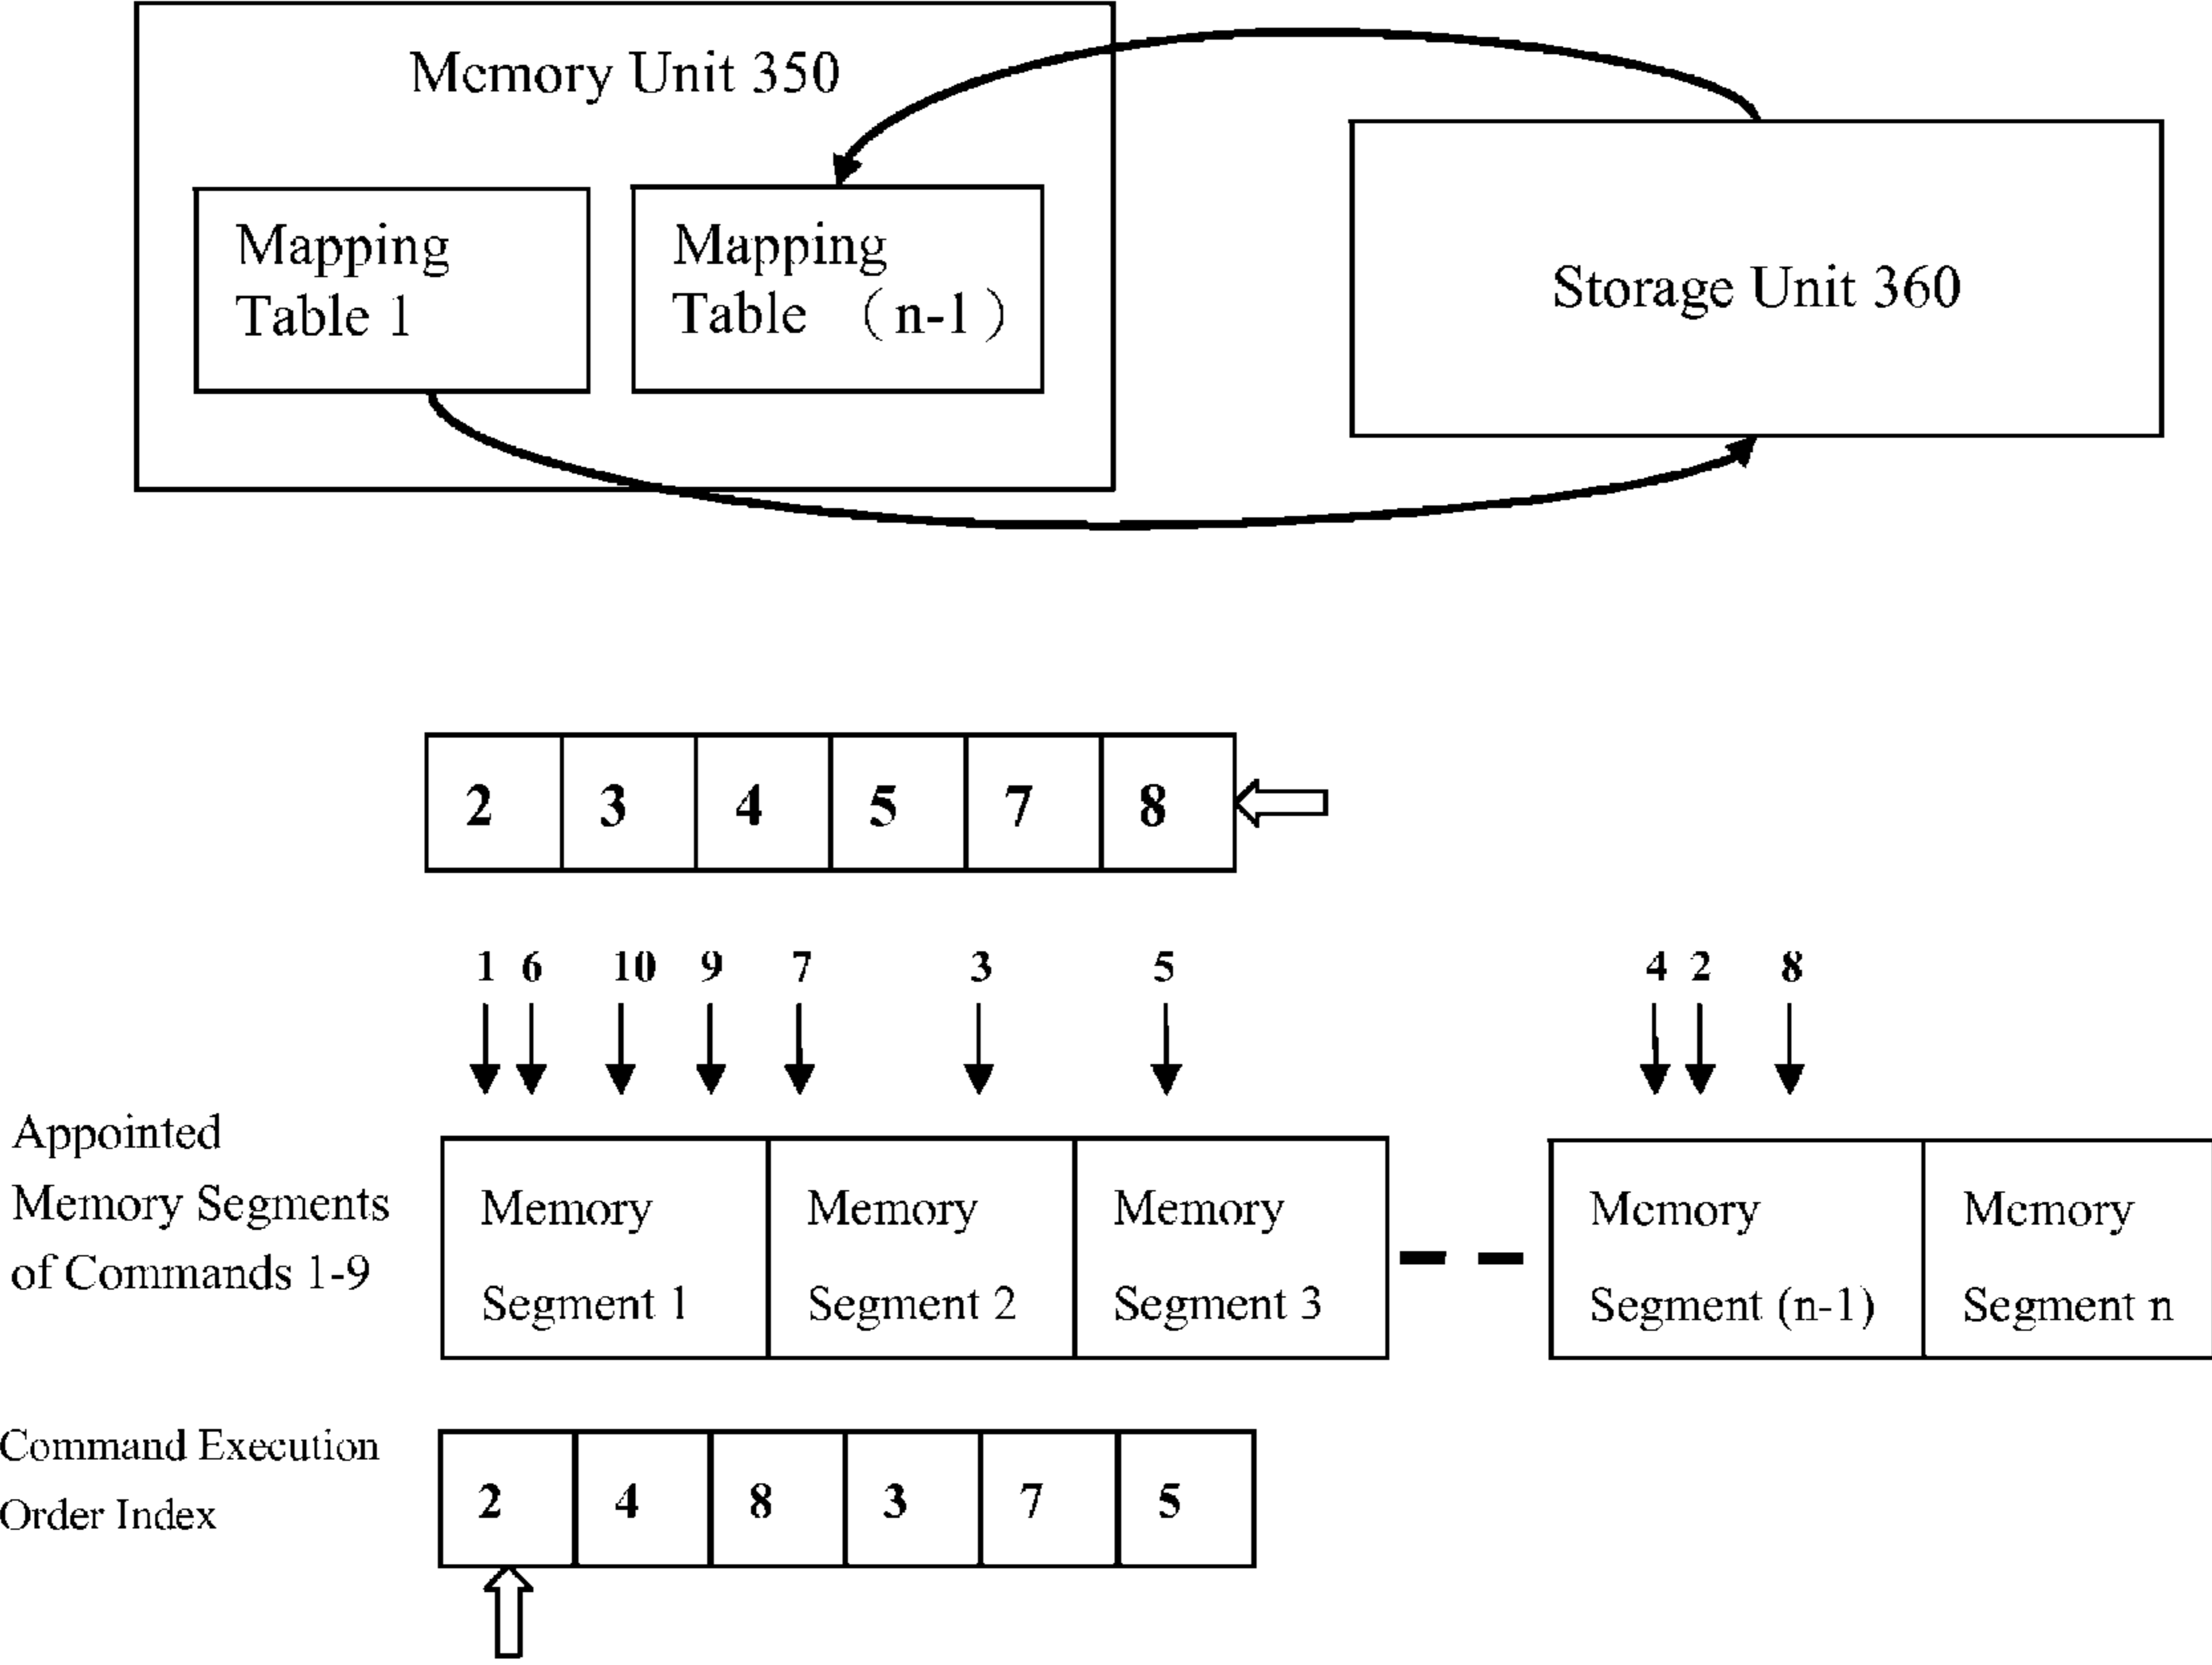 Memory Unit 350
Mapping
Table 1
Mapping
Table （n-1）
Storage Unit 360
2 3 4 5 7 8
1 6 10 9 7 3 5 4 2 8
Appointed
Memory Segments
of Commands 1-9
Memory
Segment 1
Memory
Segment 2
Memory
Segment 3
Memory
Segment (n-1)
Memory
Segment n
Command Execution
Order Index
2 4 8 3 7 5